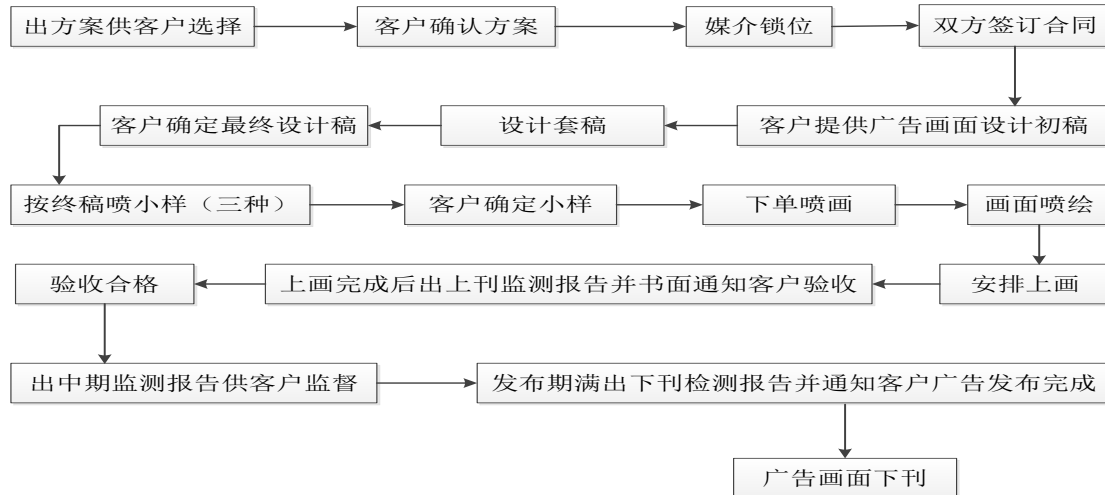 出方案供客户选择
客户确认方案
媒介锁位
双方签订合同
客户提供广告画面设计初稿
设计套稿
客户确定最终设计稿
按终稿喷小样（三种）
客户确定小样
下单喷画
画面喷绘
安排上画
上画完成后出上刊监测报告并书面通知客户验收
验收合格
出中期监测报告供客户监督
发布期满出下刊检测报告并通知客户广告发布完成
广告画面下刊